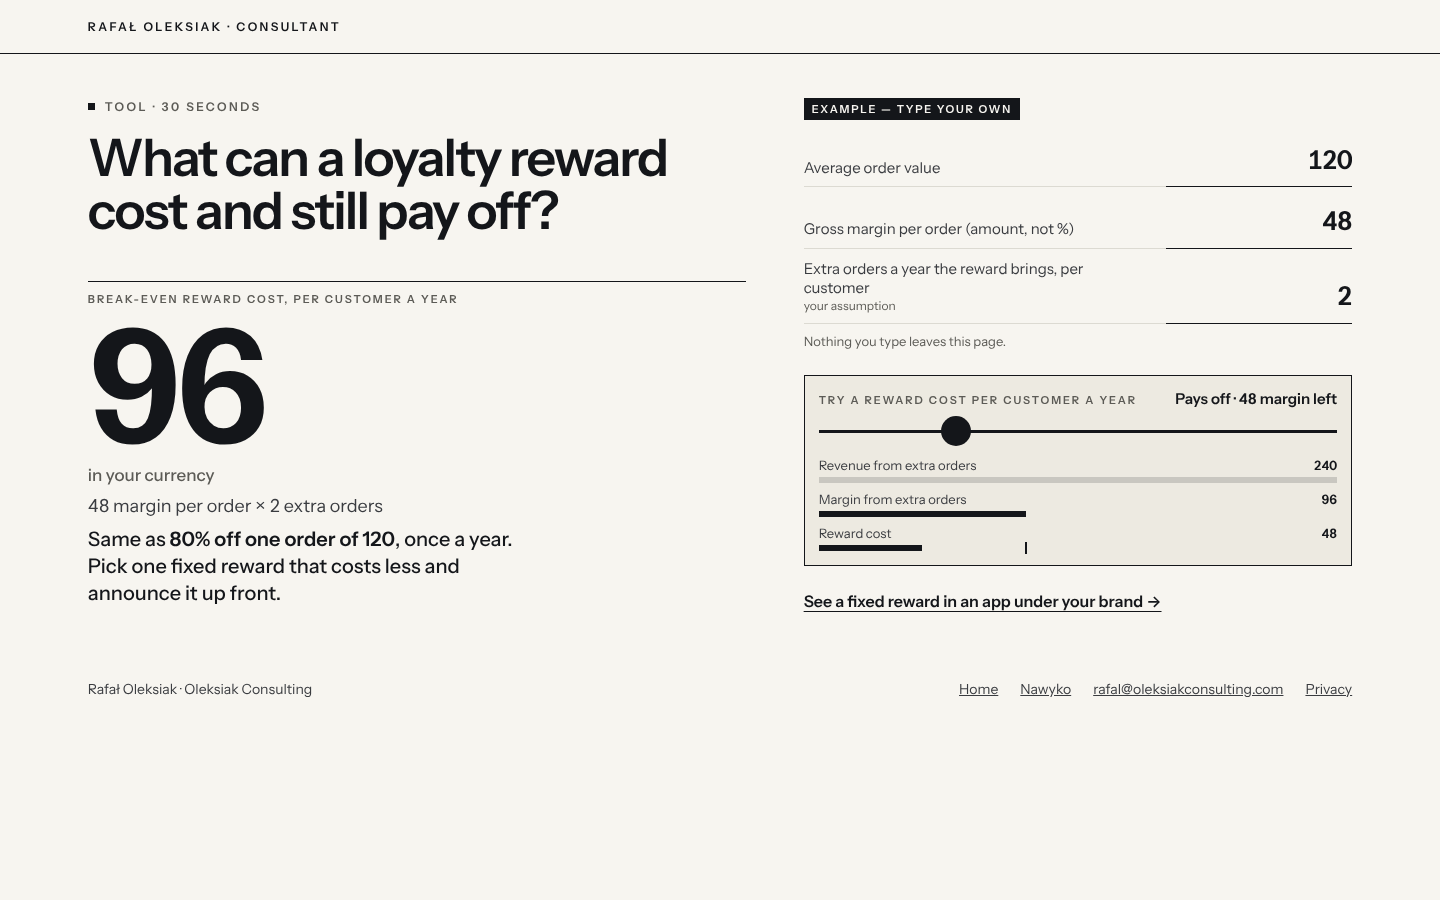 RAFAŁ OLEKSIAK · CONSULTANT
TOOL · 30 SECONDS
What can a loyalty reward
cost and still pay off?
BREAK-EVEN REWARD COST, PER CUSTOMER A YEAR
96
in your currency
48 margin per order × 2 extra orders
Same as 80% off one order of 120, once a year.
Pick one fixed reward that costs less and
announce it up front.
EXAMPLE — TYPE YOUR OWN
Average order value 120
Gross margin per order (amount, not %) 48
Extra orders a year the reward brings, per
customer
your assumption 2
Nothing you type leaves this page.
TRY A REWARD COST PER CUSTOMER A YEAR Pays off · 48 margin left
Revenue from extra orders 240
Margin from extra orders 96
Reward cost 48
See a fixed reward in an app under your brand →
Rafał Oleksiak · Oleksiak Consulting
Home Nawyko rafal@oleksiakconsulting.com Privacy